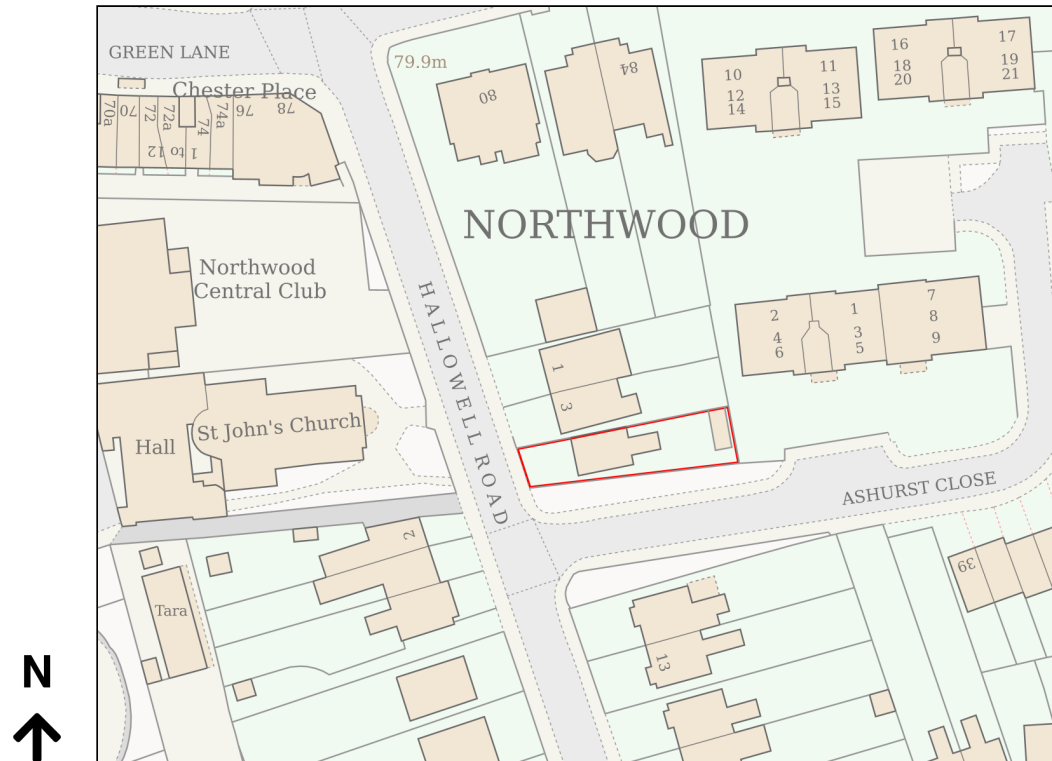 GREEN LANE
79.9m
Chester Place
70a
70
72
72a
74
74a
76
78
1 to 12
80
84
10
12
14
11
13
15
16
18
20
17
19
21
NORTHWOOD
Northwood
Central Club
HALLOWELL ROAD
1
3
2
4
6
1
3
5
7
8
9
Hall
St John's Church
ASHURST CLOSE
2
39
Tara
13
N